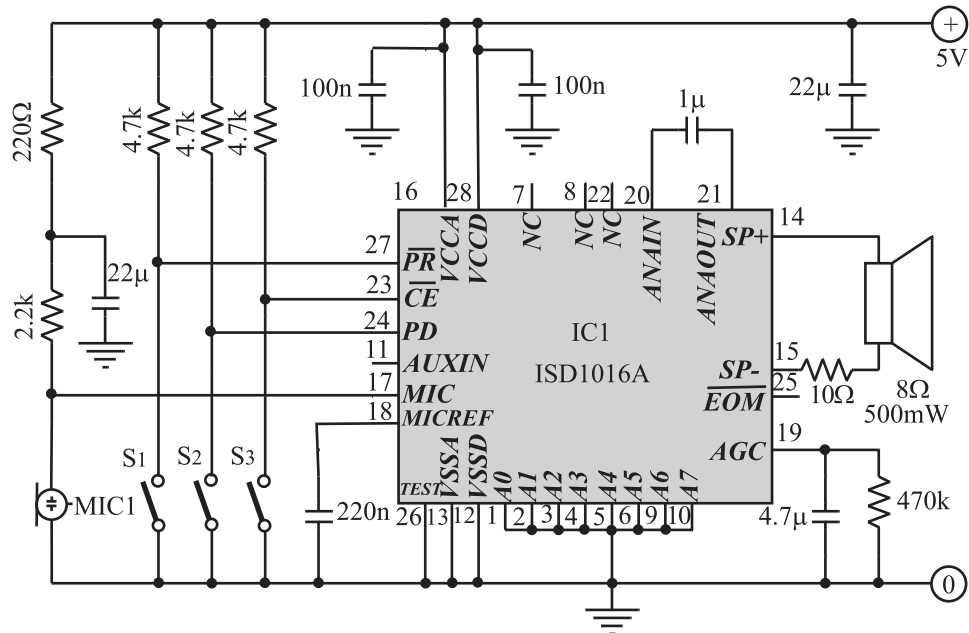 +
5V
220Ω
4.7k
4.7k
4.7k
100n
100n
1µ
22µ
16
28
7
8
22
20
21
14
VCCA
VCCD
NC
NC
NC
ANAIN
ANAOUT
SP+
27
PR
23
CE
24
PD
11
AUXIN
17
MIC
18
MICREF
22µ
2.2k
IC1
ISD1016A
15
SP-
25
EOM
10Ω
8Ω
500mW
19
AGC
S1
S2
S3
MIC1
220n
TEST
VSSA
VSSD
A0
A1
A2
A3
A4
A5
A6
A7
26
13
12
1
2
3
4
5
6
9
10
4.7µ
470k
0